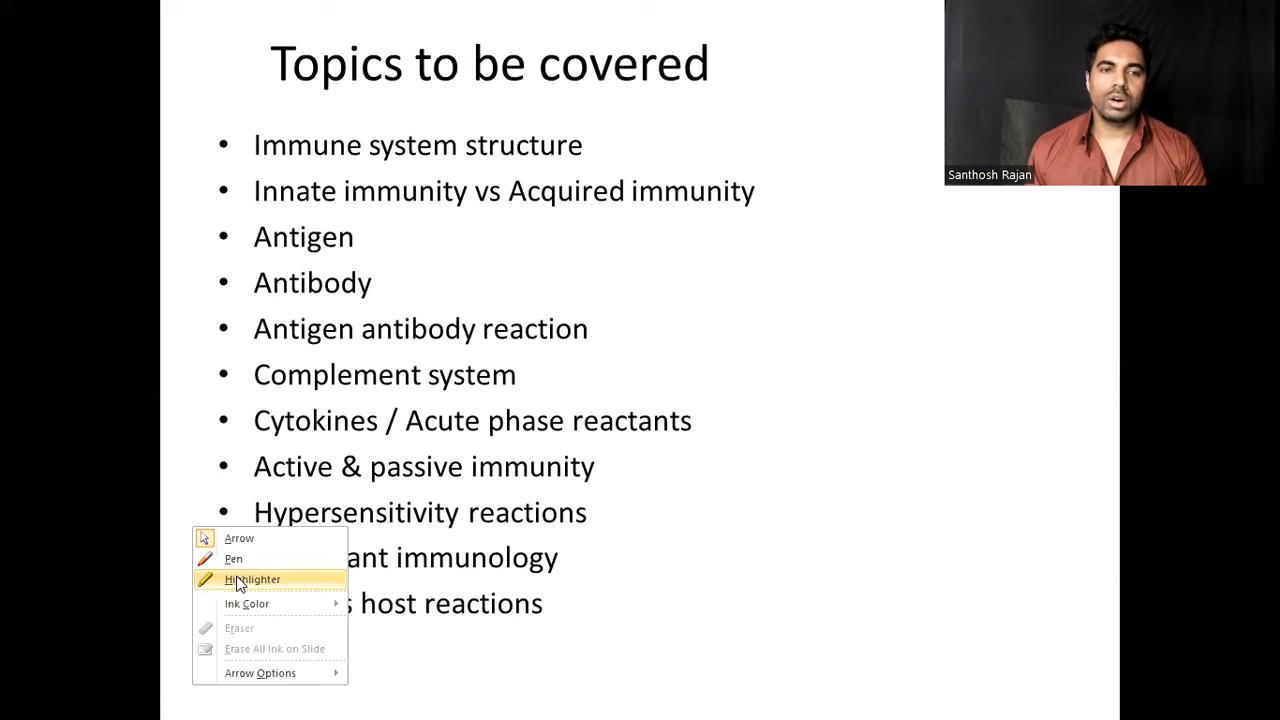 Topics to be covered
• Immune system structure
• Innate immunity vs Acquired immunity
• Antigen
• Antibody
• Antigen antibody reaction
• Complement system
• Cytokines / Acute phase reactants
• Active & passive immunity
• Hypersensitivity reactions
immunology
host reactions
Arrow
Pen
Highlighter
Ink Color
Eraser
Erase All Ink on Slide
Arrow Options
Santhosh Rajan